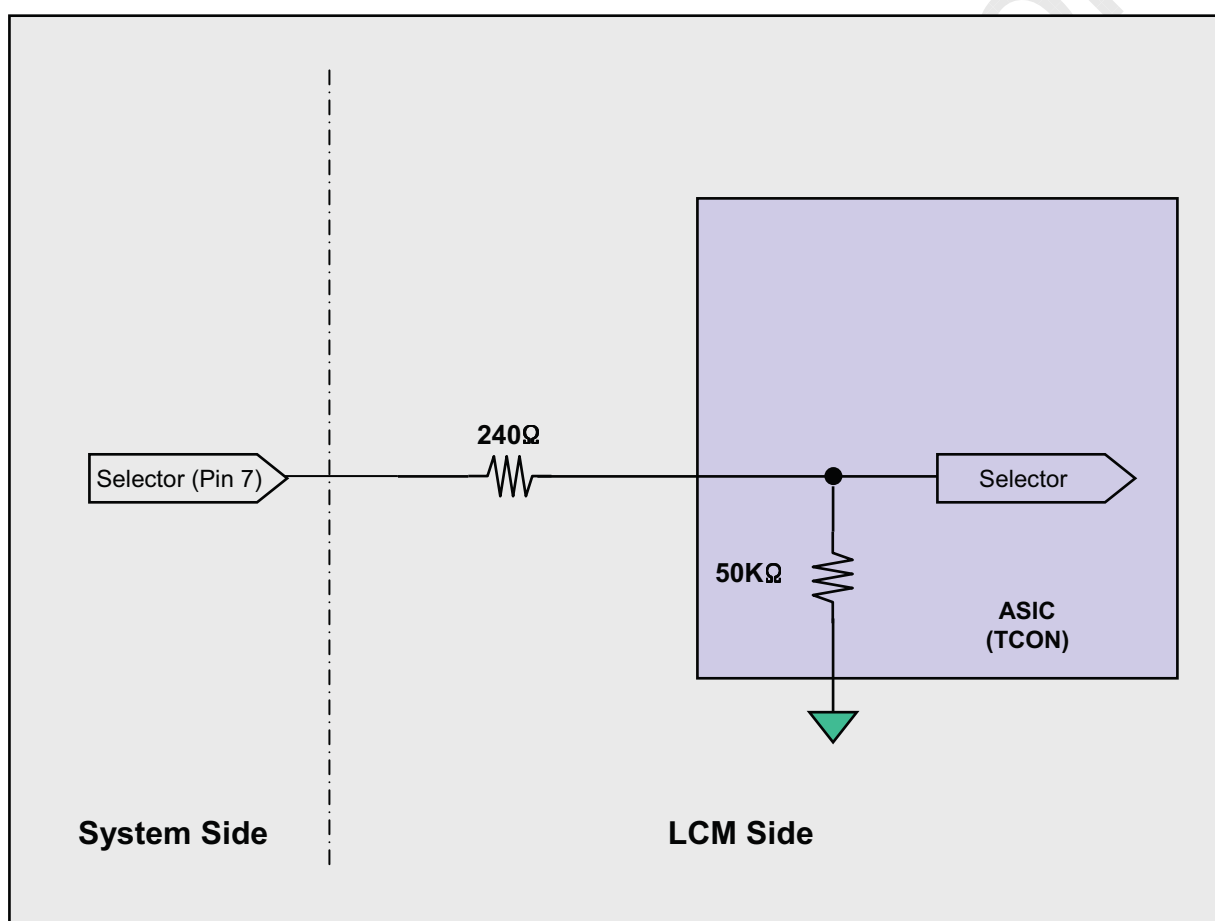 240Ω
Selector (Pin 7)
Selector
50KΩ
ASIC
(TCON)
System Side
LCM Side